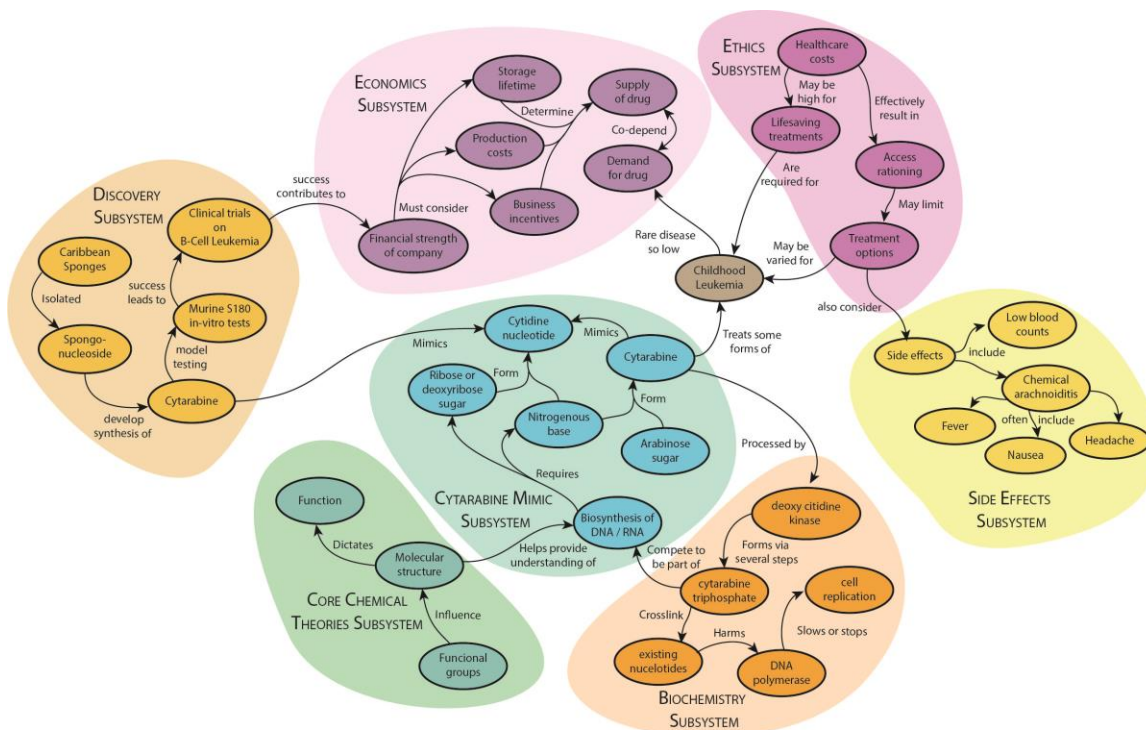 ECONOMICS
SUBSYSTEM
Storage
lifetime
Determine
Supply
of drug
Production
costs
Co-depend
Business
incentives
Demand
for drug
success
contributes to
Must consider
Financial strength
of company
Rare disease
so low
ETHICS
SUBSYSTEM
Healthcare
costs
May be
high for
Effectively
result in
Lifesaving
treatments
Access
rationing
Are
required for
May limit
Treatment
options
May be
varied for
Childhood
Leukemia
also consider
DISCOVERY
SUBSYSTEM
Clinical trials
on
B-Cell Leukemia
Caribbean
Sponges
Isolated
success
leads to
Murine S180
in-vitro tests
Spongo-
nucleoside
model
testing
Cytarabine
develop
synthesis of
Mimics
Cytidine
nucleotide
Mimics
Cytarabine
Treats some
forms of
Ribose or
deoxyribose
sugar
Form
Nitrogenous
base
Form
Arabinose
sugar
Requires
CYTARABINE MIMIC
SUBSYSTEM
Biosynthesis of
DNA / RNA
Processed by
Low blood
counts
Side effects
include
Chemical
arachnoiditis
Fever
often
include
Nausea
Headache
SIDE EFFECTS
SUBSYSTEM
Function
Dictates
Molecular
structure
Helps provide
understanding of
CORE CHEMICAL
THEORIES SUBSYSTEM
Influence
Funcional
groups
deoxy citidine
kinase
Compete to
be part of
Forms via
several steps
cytarabine
triphosphate
cell
replication
Crosslink
Harms
Slows or stops
existing
nucelotides
DNA
polymerase
BIOCHEMISTRY
SUBSYSTEM